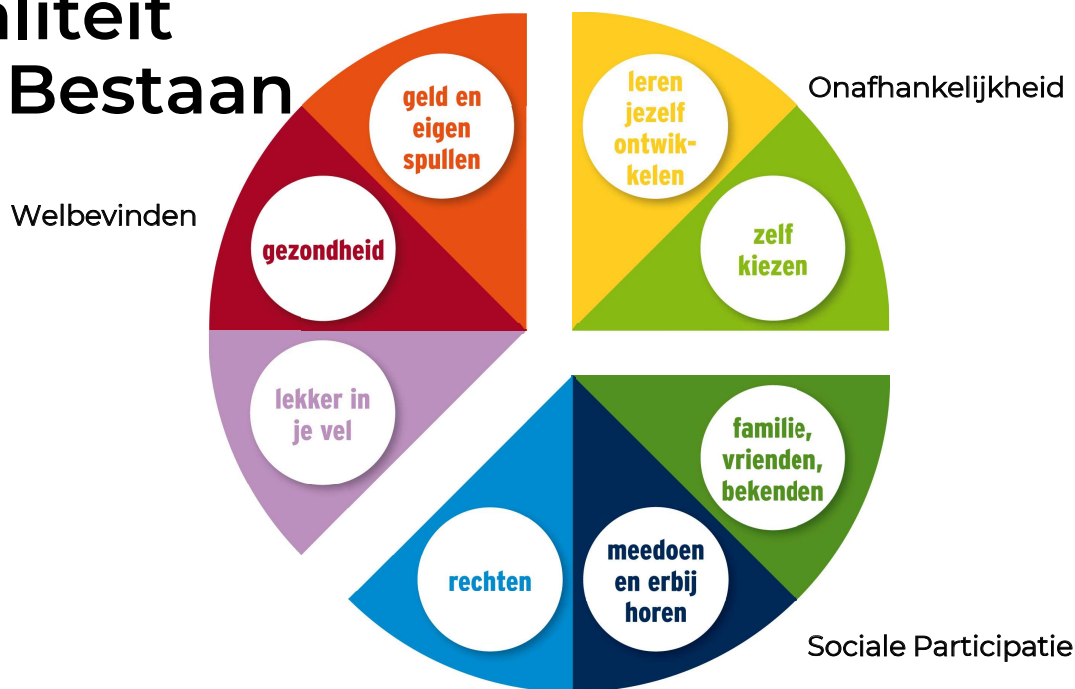 aliteit
Bestaan
geld en
eigen
spullen
leren
jezelf
ontwik-
kelen
Onafhankelijkheid
Welbevinden
gezondheid
zelf
kiezen
lekker in
je vel
familie,
vrienden,
bekenden
rechten
meedoen
en erbij
horen
Sociale Participatie